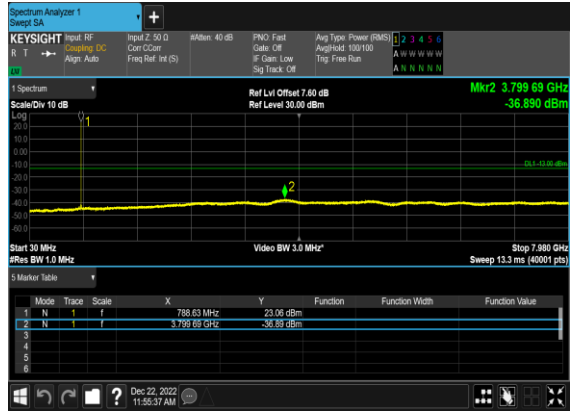 Spectrum Analyzer 1
Swept SA
+
KEYSIGHT
R T
Input: RF
Coupling: DC
Align: Auto
Input Z: 50 Ω
Corr CCorr
Freq Ref: Int (S)
#Atten: 40 dB
PNO: Fast
Gate: Off
IF Gain: Low
Sig Track: Off
Avg Type: Power (RMS)
Avg|Hold: 100/100
Trig: Free Run
1 2 3 4 5 6
A W W W W W
A N N N N N
1 Spectrum
Scale/Div 10 dB
Ref Lvl Offset 7.60 dB
Ref Level 30.00 dBm
Mkr2 3.799 69 GHz
-36.890 dBm
Log
20.0
10.0
0.00
-10.0
-20.0
-30.0
-40.0
-50.0
-60.0
1
2
DL1 -13.00 dBm
Start 30 MHz
#Res BW 1.0 MHz
Video BW 3.0 MHz*
Stop 7.980 GHz
Sweep 13.3 ms (40001 pts)
5 Marker Table
Mode Trace Scale X Y Function Function Width Function Value
1 N 1 f 788.63 MHz 23.06 dBm
2 N 1 f 3.799 69 GHz -36.89 dBm
3
4
5
6
?
Dec 22, 2022
11:55:37 AM